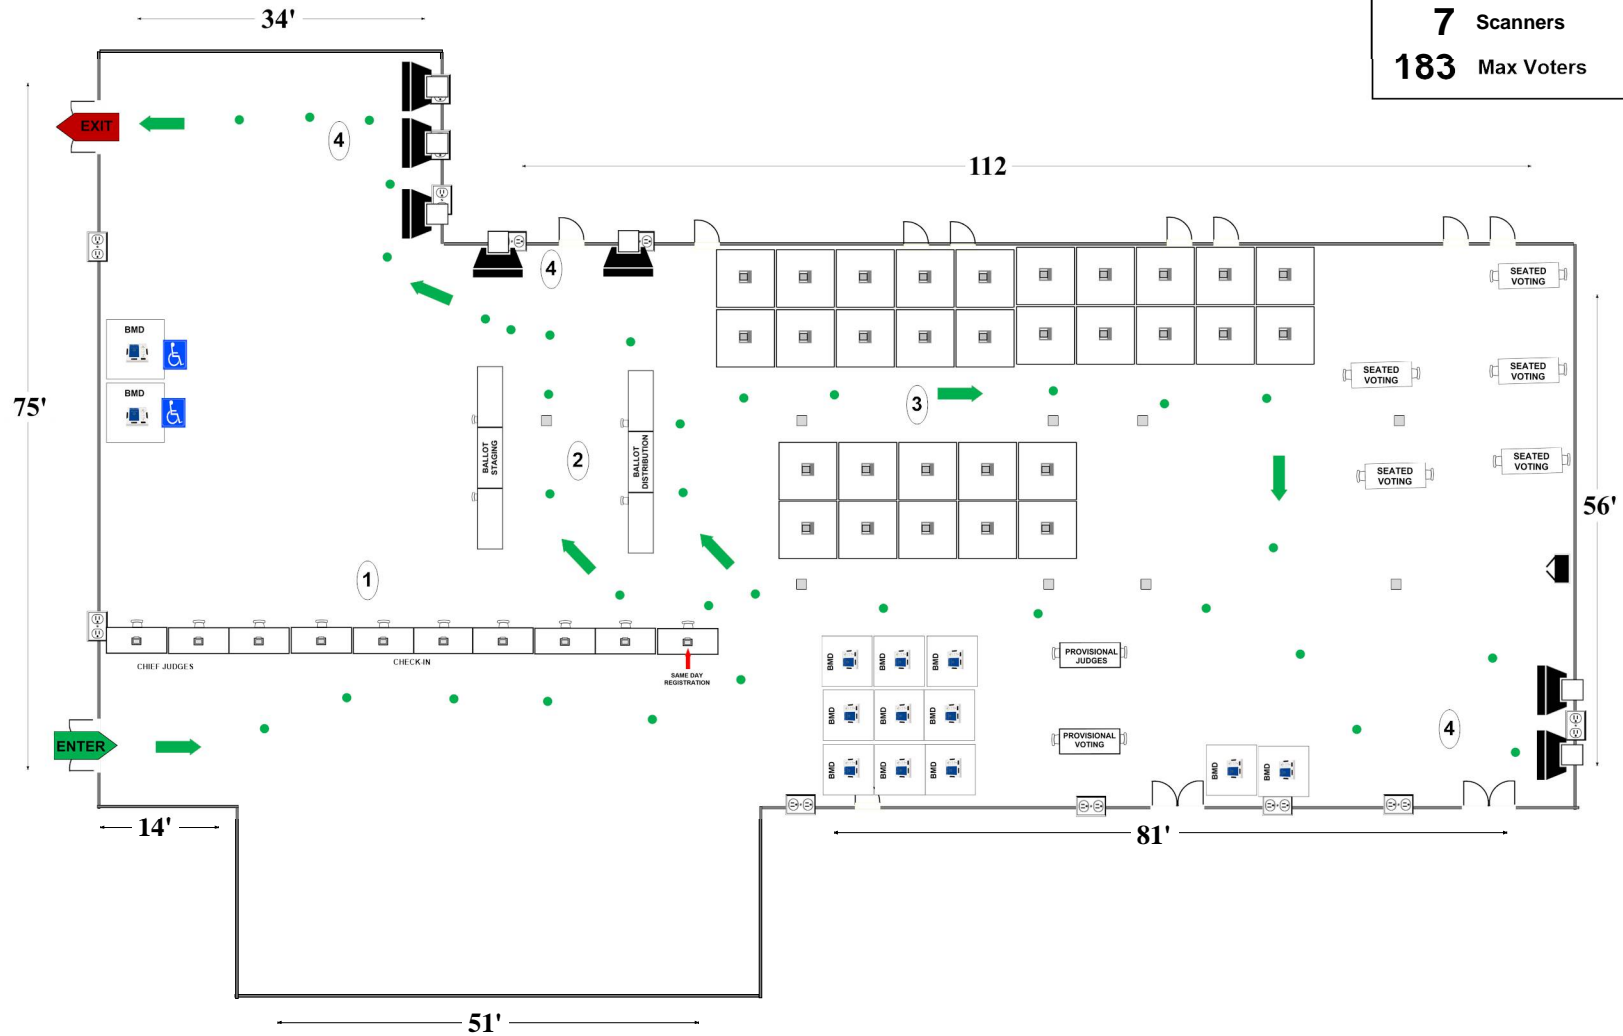 34'
7 Scanners
183 Max Voters
EXIT
4
112
4
SEATED
VOTING
BMD
BMD
SEATED
VOTING
SEATED
VOTING
75'
3
BALLOT
STAGING
2
BALLOT
DISTRIBUTION
SEATED
VOTING
SEATED
VOTING
56'
1
CHIEF JUDGES
CHECK-IN
SAME DAY
REGISTRATION
BMD
BMD
BMD
PROVISIONAL
JUDGES
BMD
BMD
BMD
ENTER
PROVISIONAL
VOTING
4
BMD
BMD
BMD
BMD
BMD
14'
81'
51'